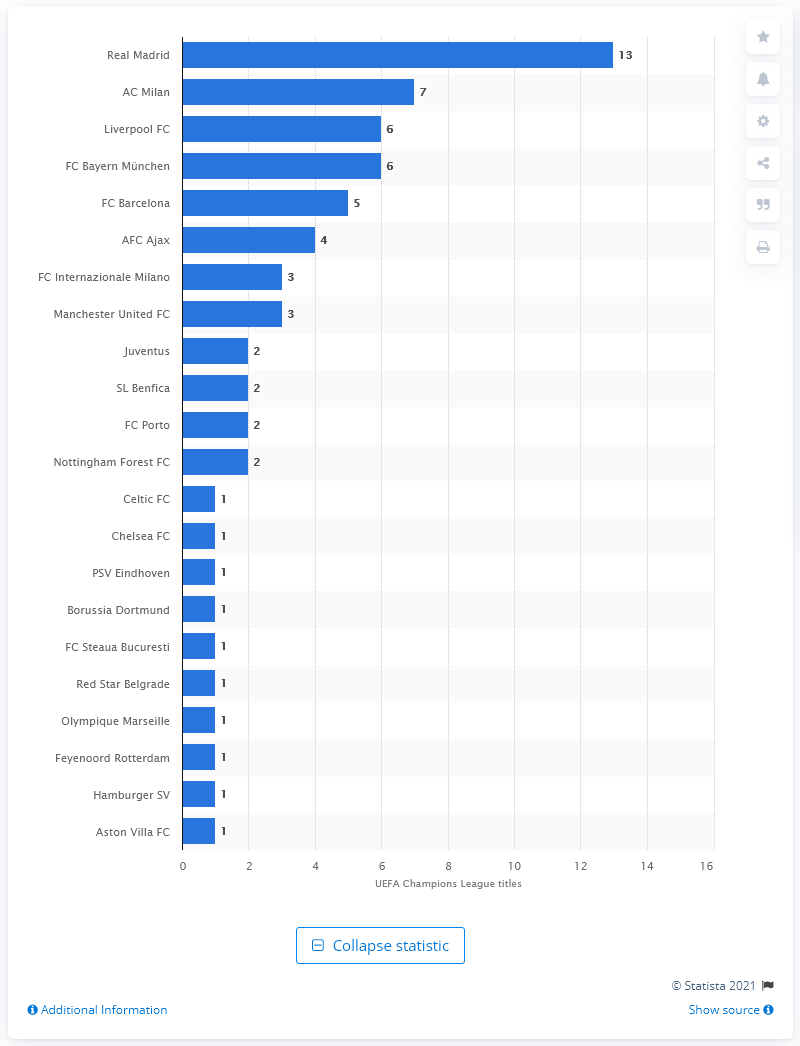 Real Madrid 13
AC Milan 7
Liverpool FC 6
FC Bayern München 6
FC Barcelona 5
AFC Ajax 4
FC Internazionale Milano 3
Manchester United FC 3
Juventus 2
SL Benfica 2
FC Porto 2
Nottingham Forest FC 2
Celtic FC 1
Chelsea FC 1
PSV Eindhoven 1
Borussia Dortmund 1
FC Steaua Bucuresti 1
Red Star Belgrade 1
Olympique Marseille 1
Feyenoord Rotterdam 1
Hamburger SV 1
Aston Villa FC 1
0 2 4 6 8 10 12 14 16
UEFA Champions League titles
Collapse statistic
© Statista 2021
Additional Information Show source